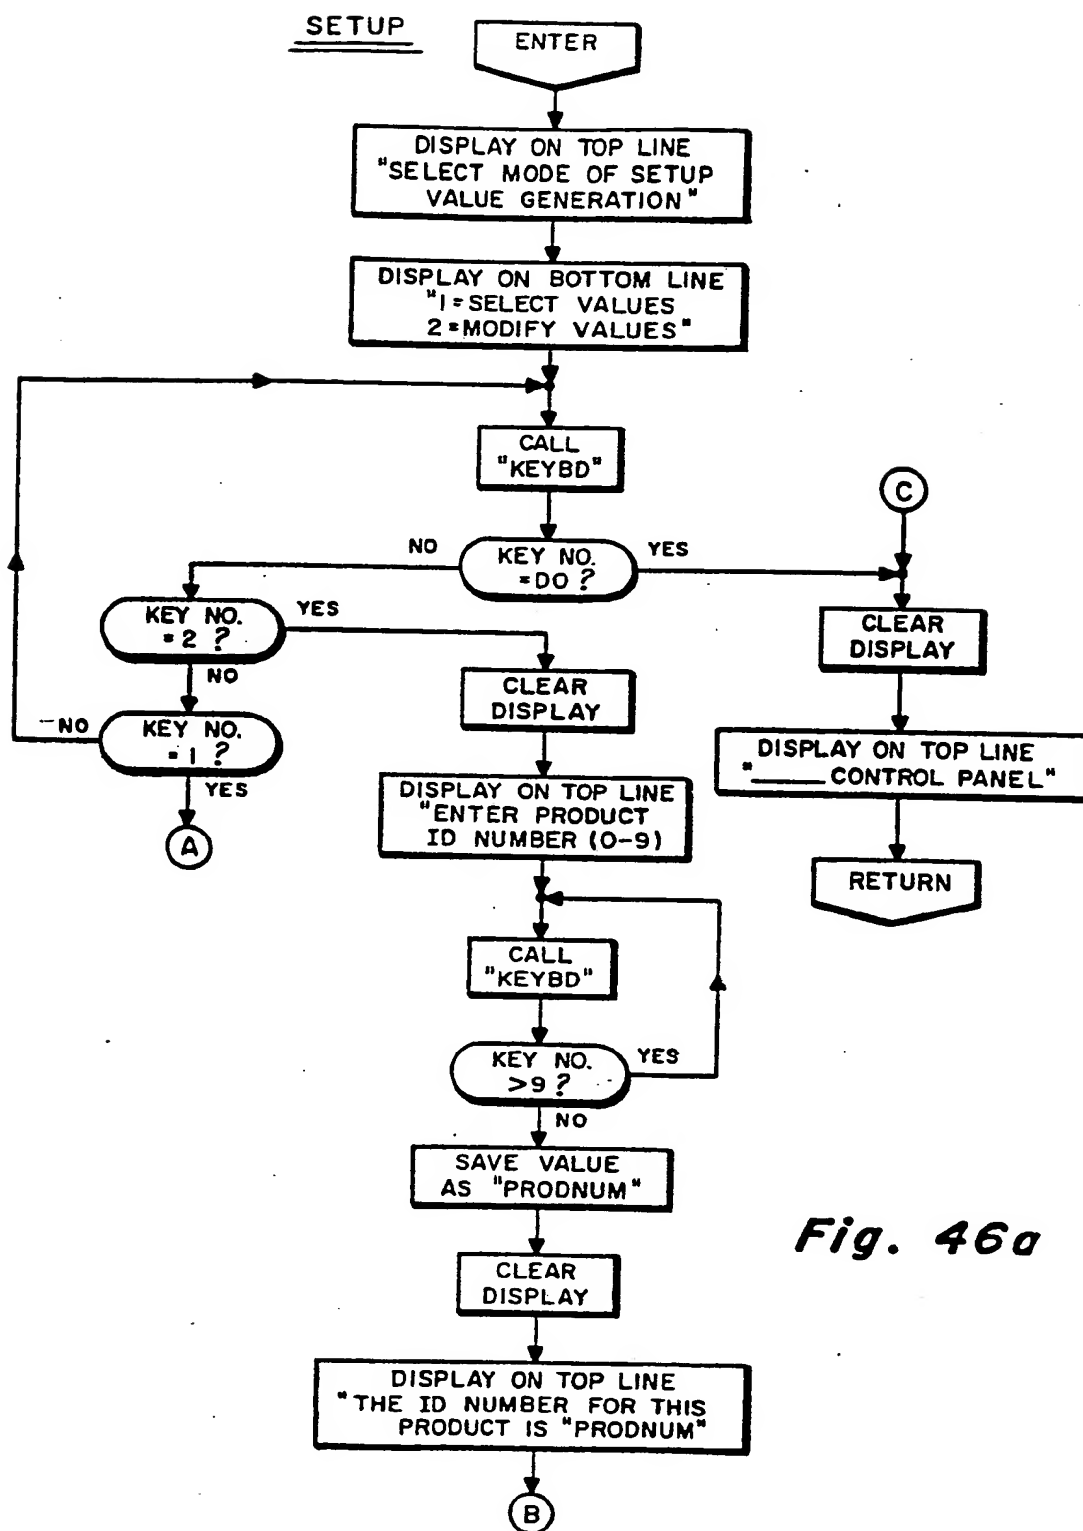 SETUP
ENTER
DISPLAY ON TOP LINE
"SELECT MODE OF SETUP
VALUE GENERATION"
DISPLAY ON BOTTOM LINE
"1=SELECT VALUES
2=MODIFY VALUES"
CALL
"KEYBD"
C
KEY NO.
=DO ?
NO
YES
KEY NO.
=2 ?
YES
NO
CLEAR
DISPLAY
CLEAR
DISPLAY
KEY NO.
=1 ?
NO
YES
A
DISPLAY ON TOP LINE
"_____ CONTROL PANEL"
RETURN
DISPLAY ON TOP LINE
"ENTER PRODUCT
ID NUMBER (0-9)
CALL
"KEYBD"
KEY NO.
>9 ?
YES
NO
SAVE VALUE
AS "PRODNUM"
CLEAR
DISPLAY
DISPLAY ON TOP LINE
"THE ID NUMBER FOR THIS
PRODUCT IS "PRODNUM"
B
Fig. 46a